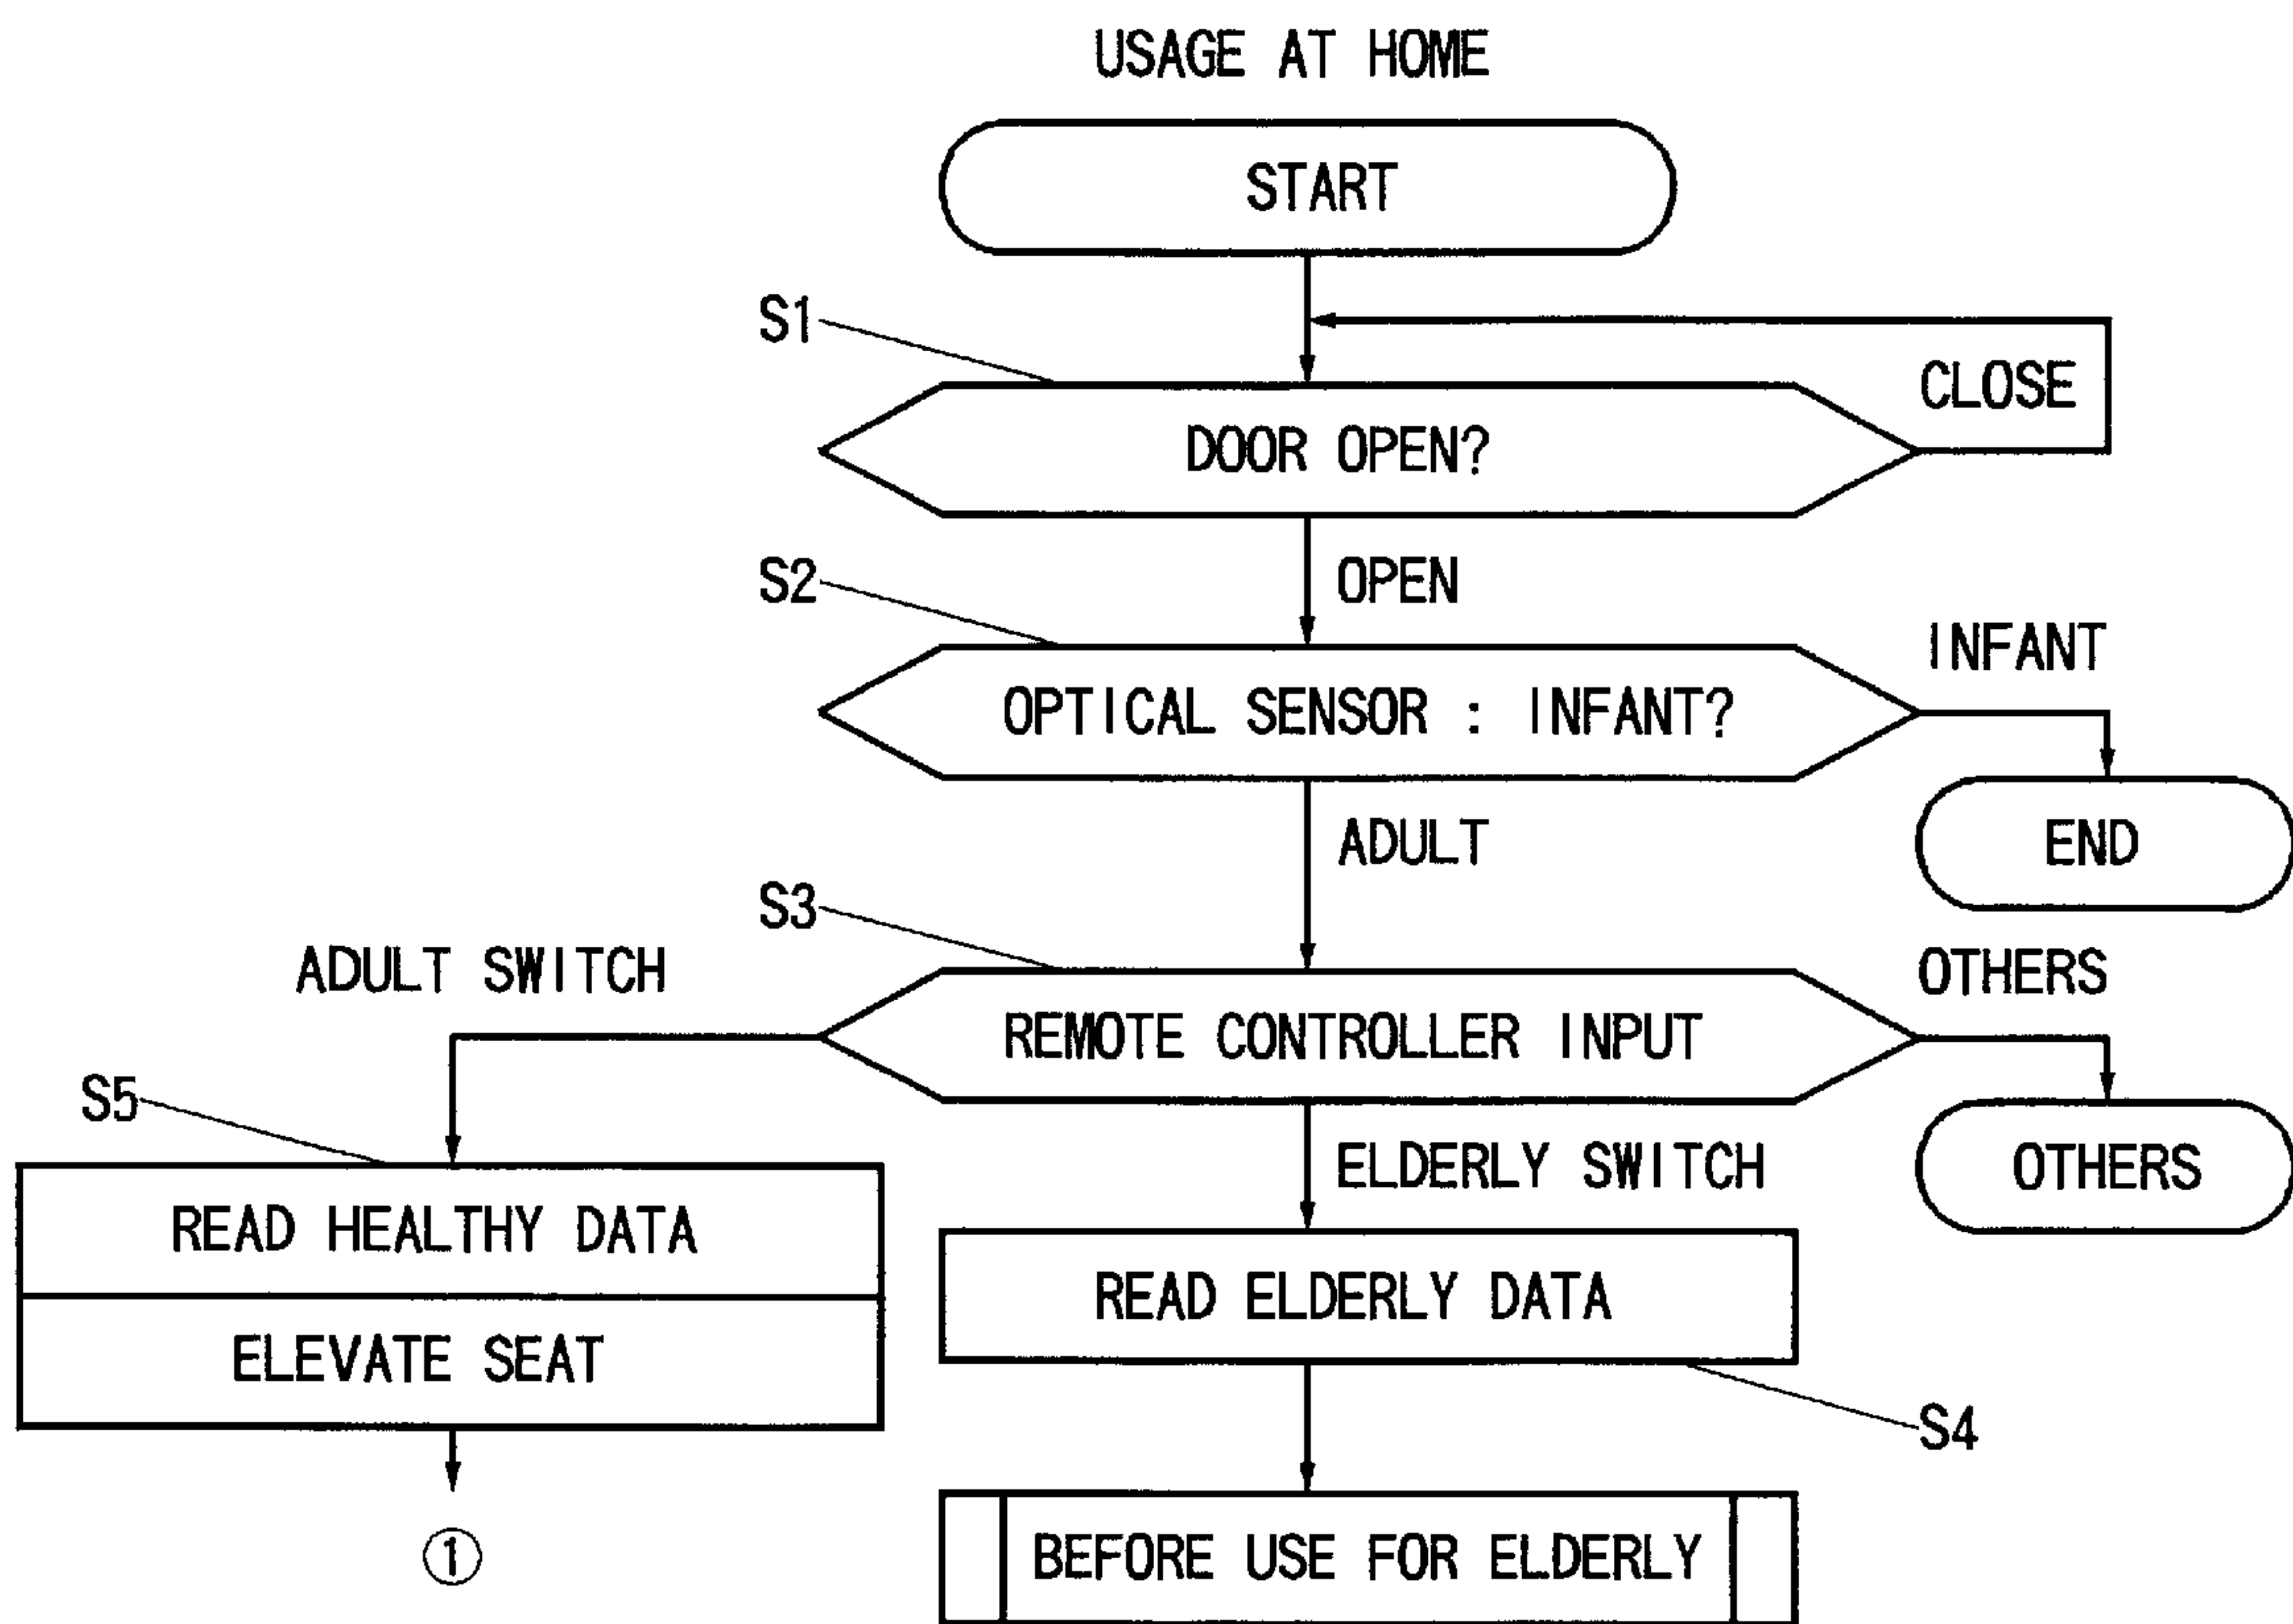 USAGE AT HOME
START
S1
CLOSE
DOOR OPEN?
S2
OPEN
INFANT
OPTICAL SENSOR : INFANT?
END
ADULT
S3
ADULT SWITCH
OTHERS
REMOTE CONTROLLER INPUT
S5
ELDERLY SWITCH
OTHERS
READ HEALTHY DATA
READ ELDERLY DATA
ELEVATE SEAT
S4
①
BEFORE USE FOR ELDERLY